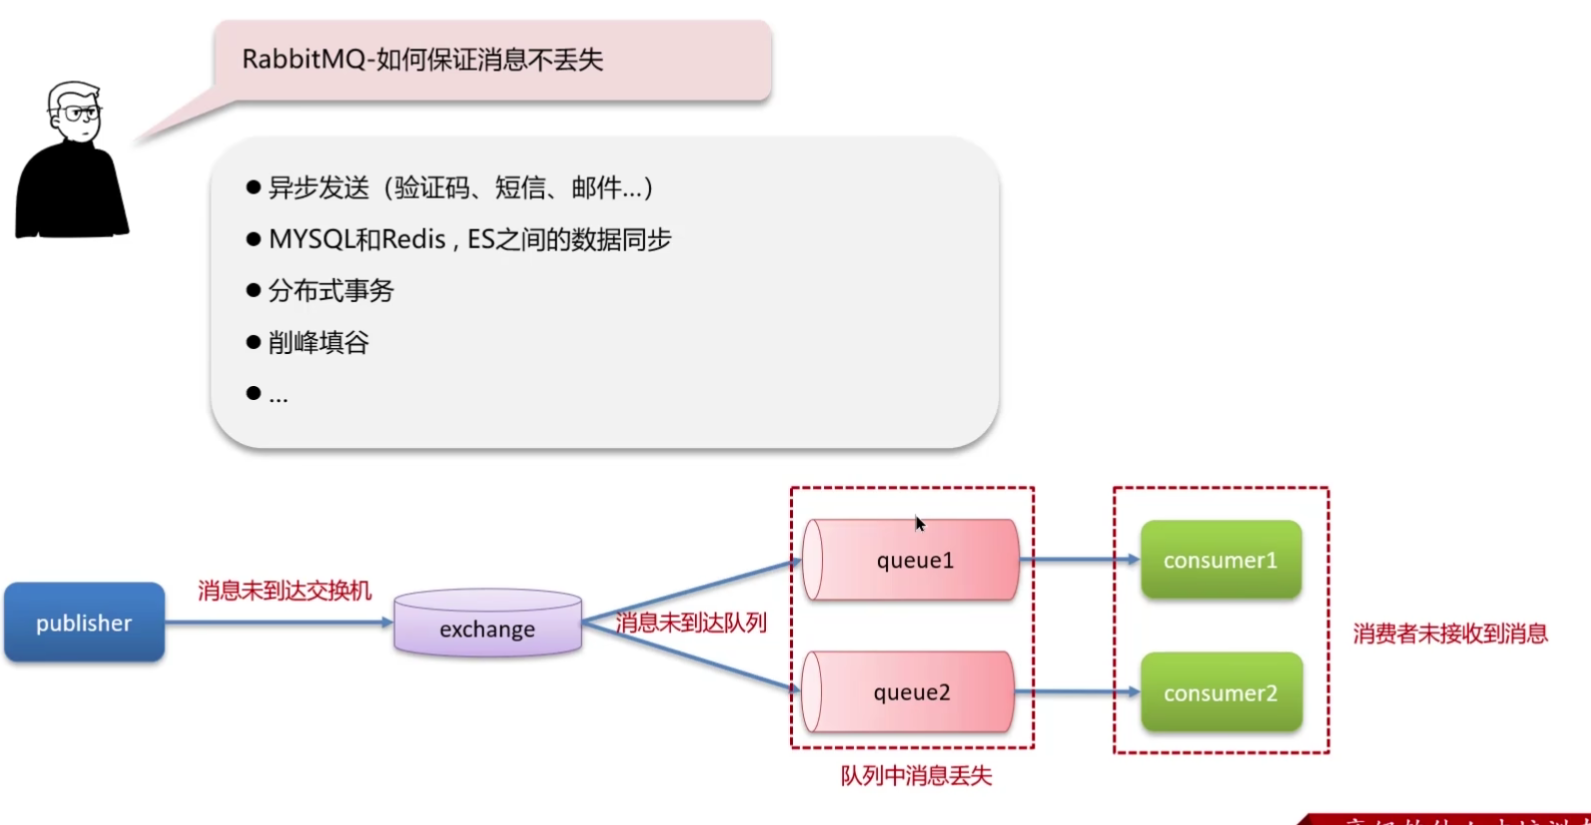 RabbitMQ-如何保证消息不丢失
● 异步发送（验证码、短信、邮件...）
● MYSQL和Redis , ES之间的数据同步
● 分布式事务
● 削峰填谷
● ...
queue1
consumer1
消息未到达交换机
publisher
exchange
消息未到达队列
消费者未接收到消息
queue2
consumer2
队列中消息丢失